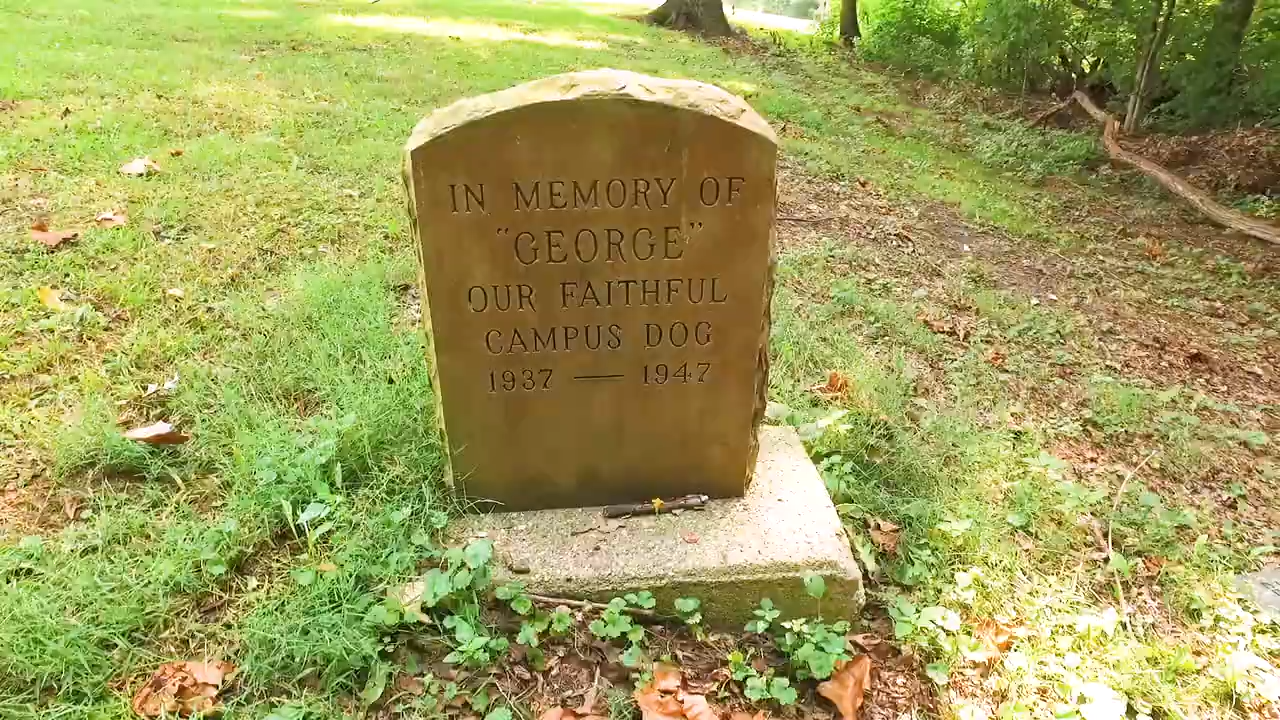 IN MEMORY OF
"GEORGE"
OUR FAITHFUL
CAMPUS DOG
1937 — 1947